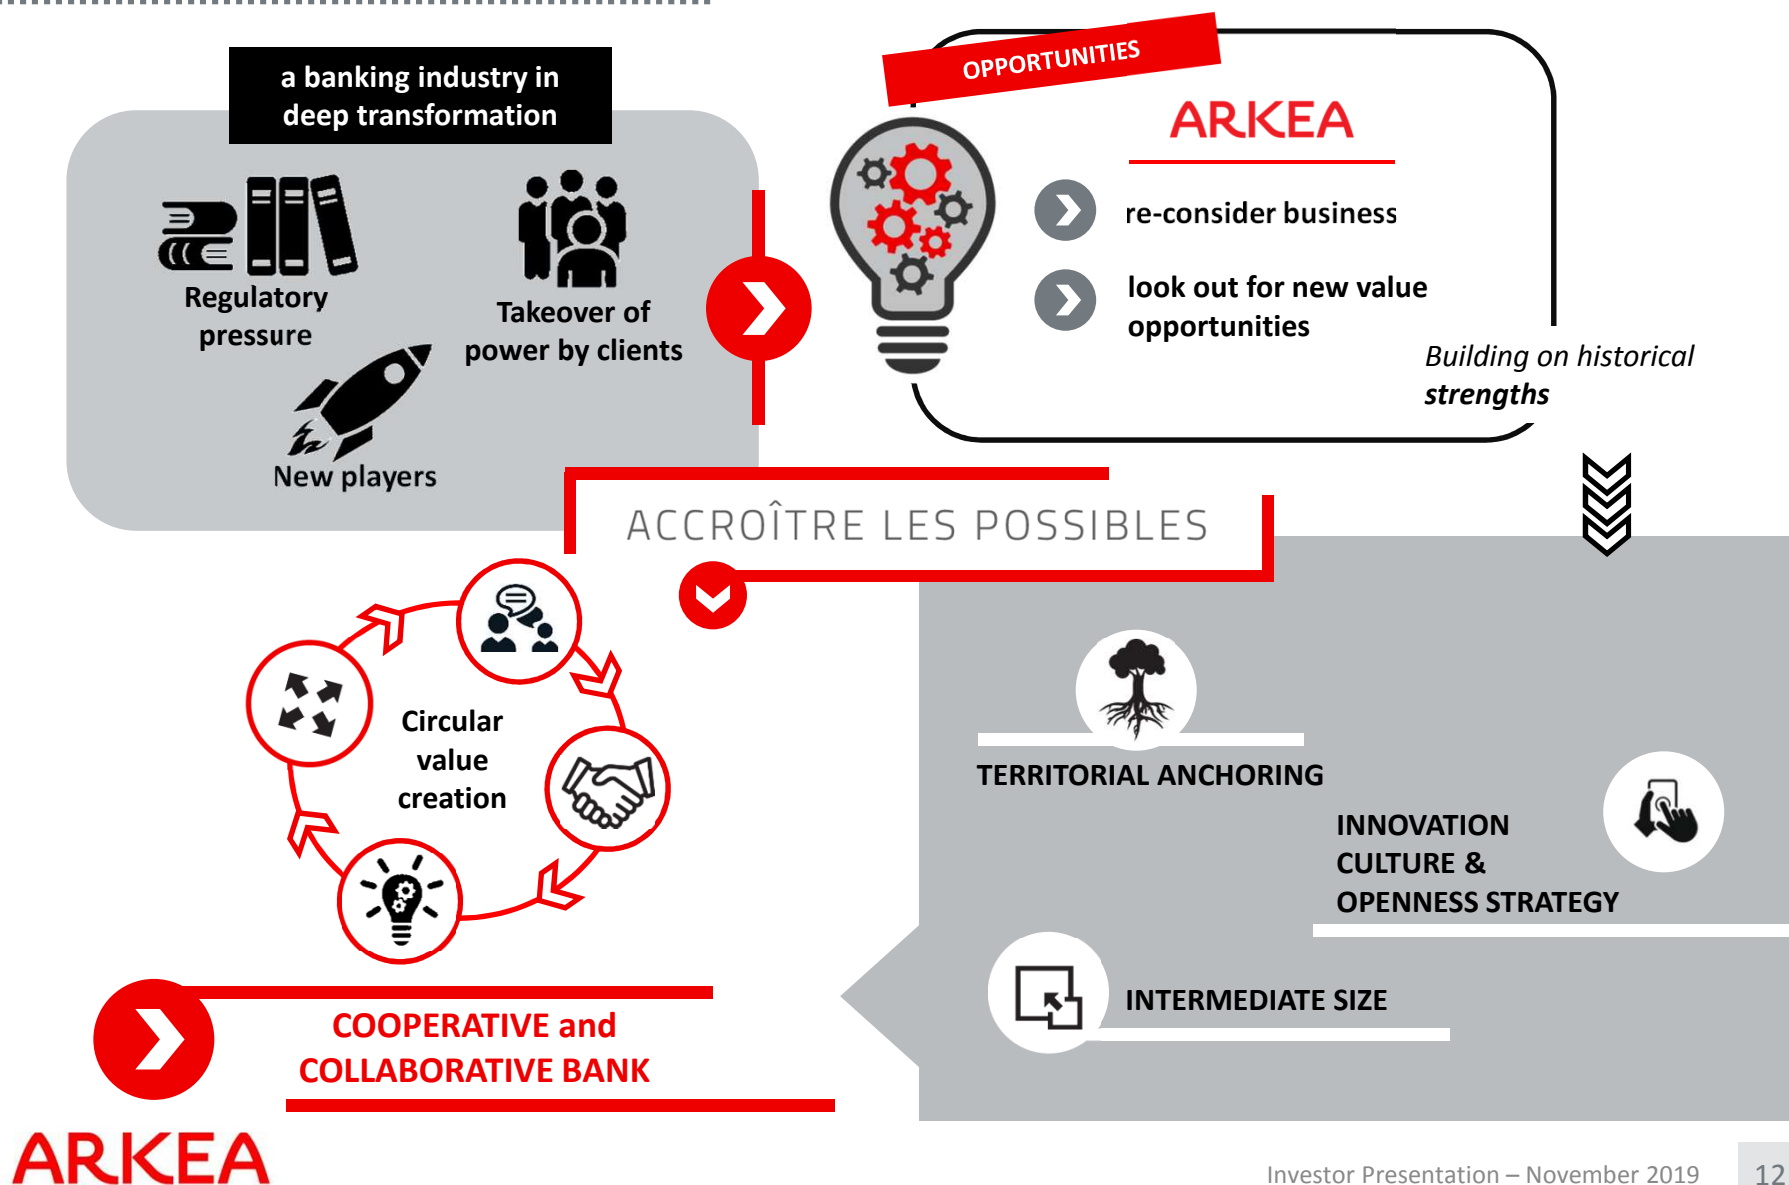 a banking industry in
deep transformation
Regulatory
pressure
Takeover of
power by clients
New players
OPPORTUNITIES
ARKEA
re-consider business
look out for new value
opportunities
Building on historical
strengths
ACCROÎTRE LES POSSIBLES
Circular
value
creation
TERRITORIAL ANCHORING
INNOVATION
CULTURE &
OPENNESS STRATEGY
INTERMEDIATE SIZE
COOPERATIVE and
COLLABORATIVE BANK
ARKEA
Investor Presentation – November 2019
12